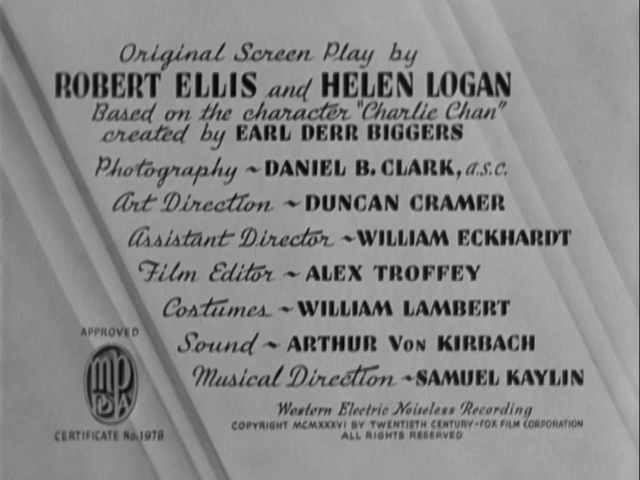 Original Screen Play by
ROBERT ELLIS and HELEN LOGAN
Based on the character "Charlie Chan"
created by EARL DERR BIGGERS
Photography ~ DANIEL B. CLARK, A.S.C.
Art Direction ~ DUNCAN CRAMER
Assistant Director ~ WILLIAM ECKHARDT
Film Editor ~ ALEX TROFFEY
Costumes ~ WILLIAM LAMBERT
Sound ~ ARTHUR VON KIRBACH
Musical Direction ~ SAMUEL KAYLIN
Western Electric Noiseless Recording
COPYRIGHT MCMXXXVI BY TWENTIETH CENTURY-FOX FILM CORPORATION
ALL RIGHTS RESERVED
APPROVED
MPPDA
CERTIFICATE No. 1978